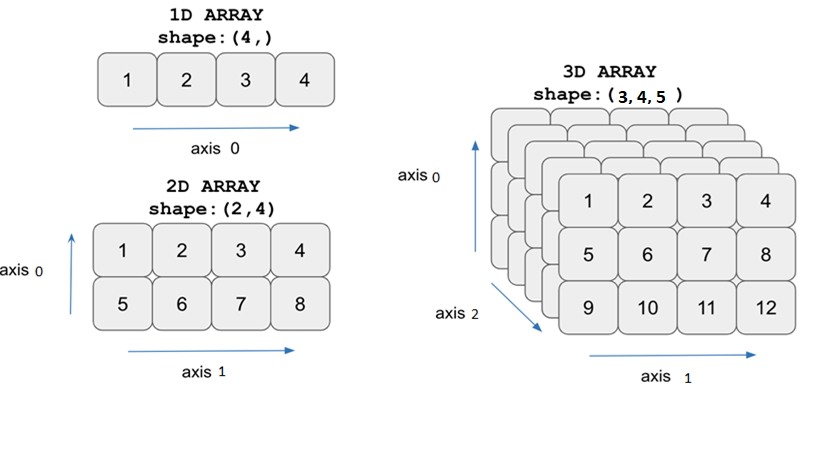 1D ARRAY
shape:(4,)
1 2 3 4
axis 0
2D ARRAY
shape:(2,4)
axis 0
1 2 3 4
5 6 7 8
axis 1
3D ARRAY
shape:(3, 4, 5 )
axis 0
1 2 3 4
5 6 7 8
9 10 11 12
axis 2
axis 1